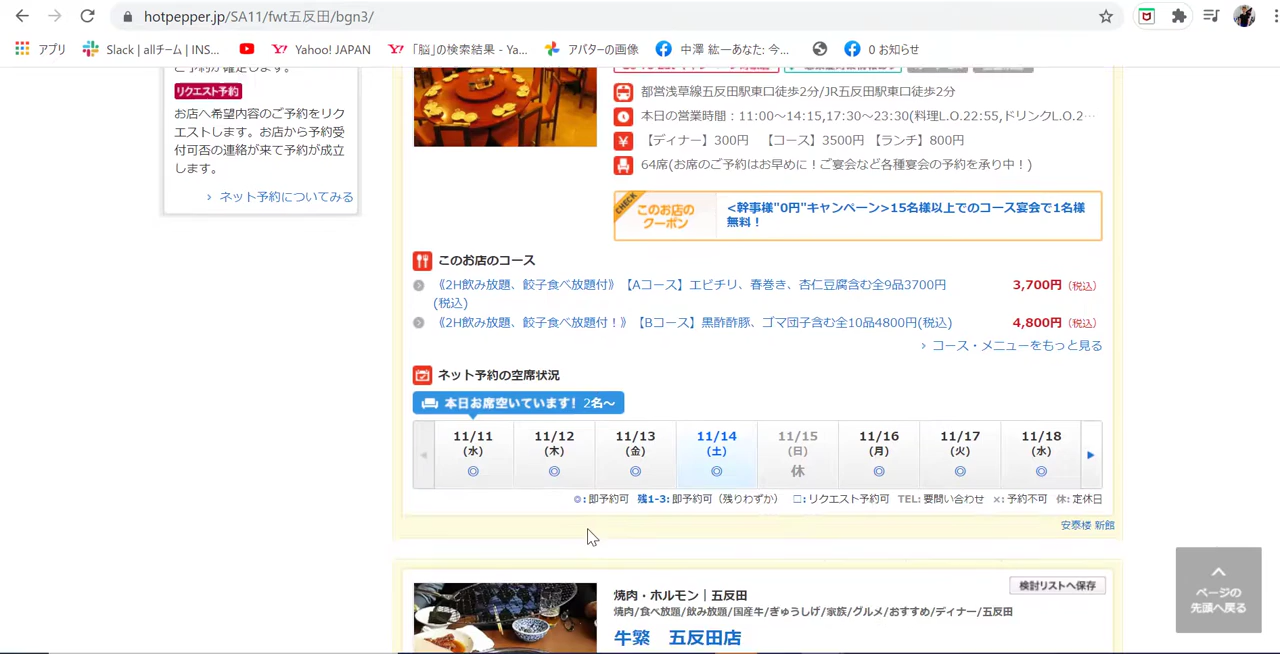 hotpepper.jp/SA11/fwt五反田/bgn3/
アプリ
Slack | allチーム | INS...
Yahoo! JAPAN
「脳」の検索結果 - Ya...
アバターの画像
中澤 紘一あなた: 今...
0 お知らせ
リクエスト予約
お店へ希望内容のご予約をリク
エストします。お店から予約受
付可否の連絡が来て予約が成立
します。
› ネット予約についてみる
都営浅草線五反田駅東口徒歩2分/JR五反田駅東口徒歩2分
本日の営業時間：11:00～14:15,17:30～23:30(料理L.O.22:55,ドリンクL.O.2…
【ディナー】300円 【コース】3500円 【ランチ】800円
64席(お席のご予約はお早めに！ご宴会など各種宴会の予約を承り中！)
CHECK
このお店の
クーポン
<幹事様"0円"キャンペーン>15名様以上でのコース宴会で1名様
無料！
このお店のコース
《2H飲み放題、餃子食べ放題付》【Aコース】エビチリ、春巻き、杏仁豆腐含む全9品3700円
(税込)
3,700円（税込）
《2H飲み放題、餃子食べ放題付！》【Bコース】黒酢酢豚、ゴマ団子含む全10品4800円(税込)
4,800円（税込）
› コース・メニューをもっと見る
ネット予約の空席状況
本日お席空いています! 2名～
11/11 11/12 11/13 11/14 11/15 11/16 11/17 11/18
(水) (木) (金) (土) (日) (月) (火) (水)
◎ ◎ ◎ ◎ 休 ◎ ◎ ◎
◎: 即予約可 残1-3: 即予約可（残りわずか） □: リクエスト予約可 TEL: 要問い合わせ ×: 予約不可 休: 定休日
安泰楼 新館
ページの
先頭へ戻る
検討リストへ保存
焼肉・ホルモン｜五反田
焼肉/食べ放題/飲み放題/国産牛/ぎゅうしげ/家族/グルメ/おすすめ/ディナー/五反田
牛繁 五反田店